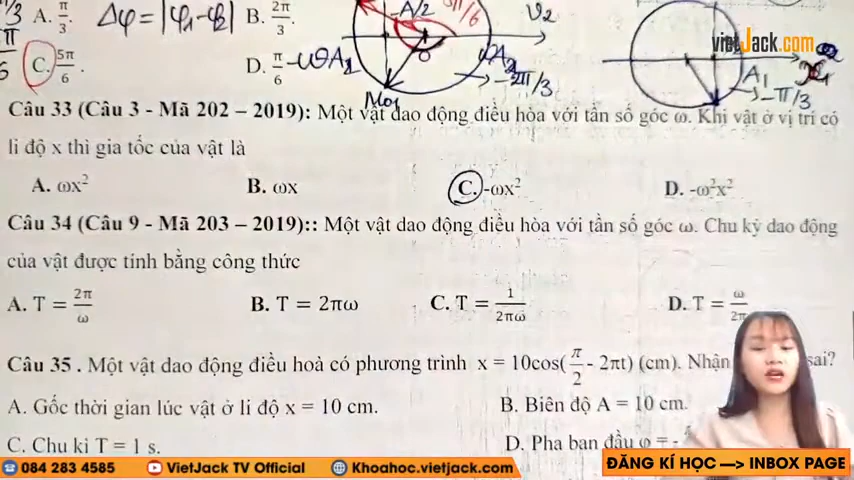 A. π/3.
Δφ = |φ₁-φ₂|
B. 2π/3.
-A/2
π/6
v₂
C. 5π/6.
D. π/6
-ωA₂
ωA₂
O
-2π/3
M₀₁
vietJack.com
A₁
-π/3
Câu 33 (Câu 3 - Mã 202 – 2019): Một vật dao động điều hòa với tần số góc ω. Khi vật ở vị trí có
li độ x thì gia tốc của vật là
A. ωx² B. ωx C. -ωx² D. -ω²x²
Câu 34 (Câu 9 - Mã 203 – 2019):: Một vật dao động điều hòa với tần số góc ω. Chu kỳ dao động
của vật được tính bằng công thức
A. T = 2π/ω B. T = 2πω C. T = 1/2πω D. T = ω/2π
Câu 35 . Một vật dao động điều hoà có phương trình x = 10cos(π/2 - 2πt) (cm). Nhận sai?
A. Gốc thời gian lúc vật ở li độ x = 10 cm. B. Biên độ A = 10 cm.
C. Chu kì T = 1 s. D. Pha ban đầu φ = -
084 283 4585 VietJack TV Official Khoahoc.vietjack.com
ĐĂNG KÍ HỌC —> INBOX PAGE